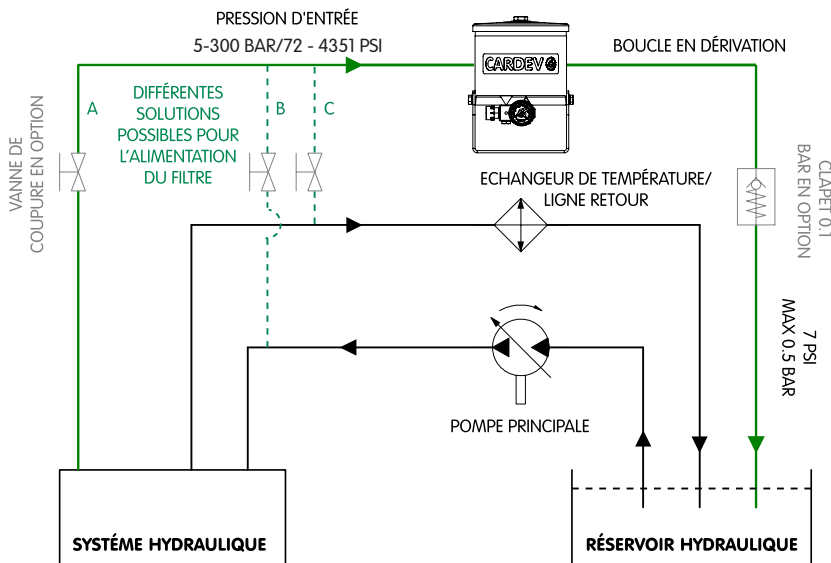 PRESSION D'ENTRÉE
5-300 BAR/72 - 4351 PSI
BOUCLE EN DÉRIVATION
CARDEV
A
DIFFÉRENTES
SOLUTIONS
POSSIBLES POUR
L'ALIMENTATION
DU FILTRE
B
C
VANNE DE
COUPURE EN OPTION
ECHANGEUR DE TEMPÉRATURE/
LIGNE RETOUR
CLAPET 0.1
BAR EN OPTION
7 PSI
MAX 0.5 BAR
POMPE PRINCIPALE
SYSTÉME HYDRAULIQUE
RÉSERVOIR HYDRAULIQUE